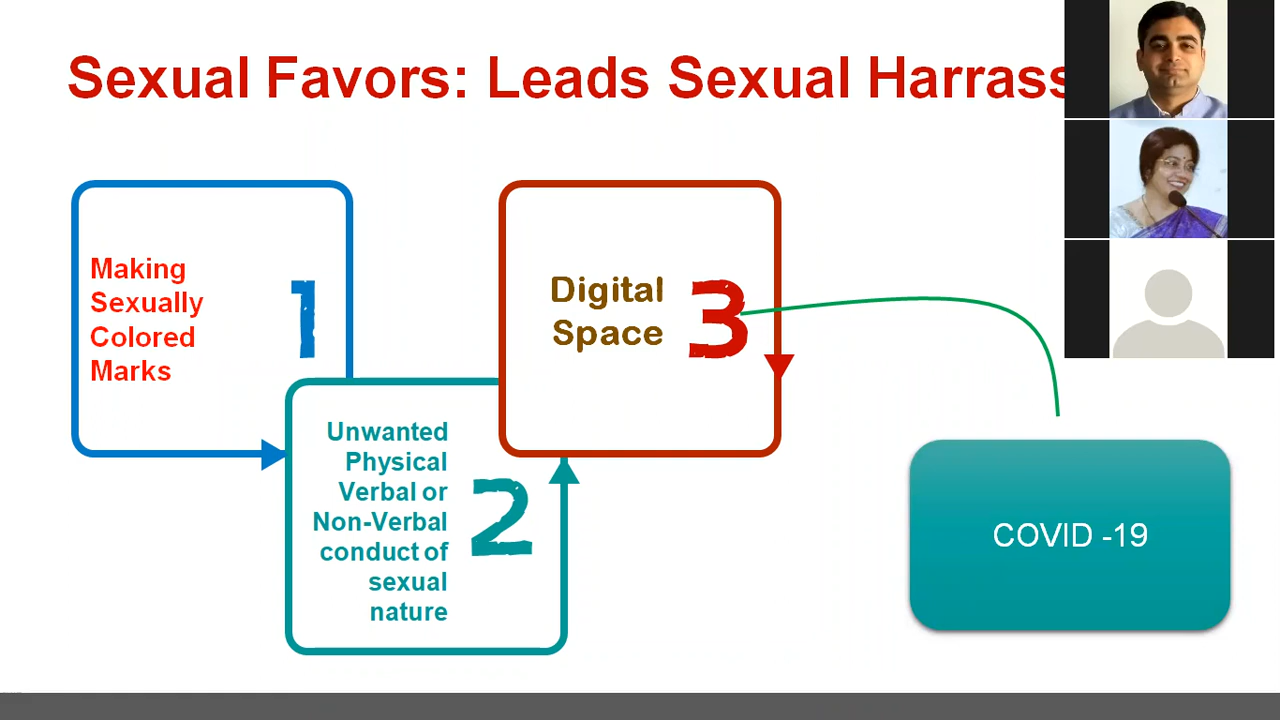 Sexual Favors: Leads Sexual Harrass
Making
Sexually
Colored
Marks
1
Unwanted
Physical
Verbal or
Non-Verbal
conduct of
sexual
nature
2
Digital
Space
3
COVID -19